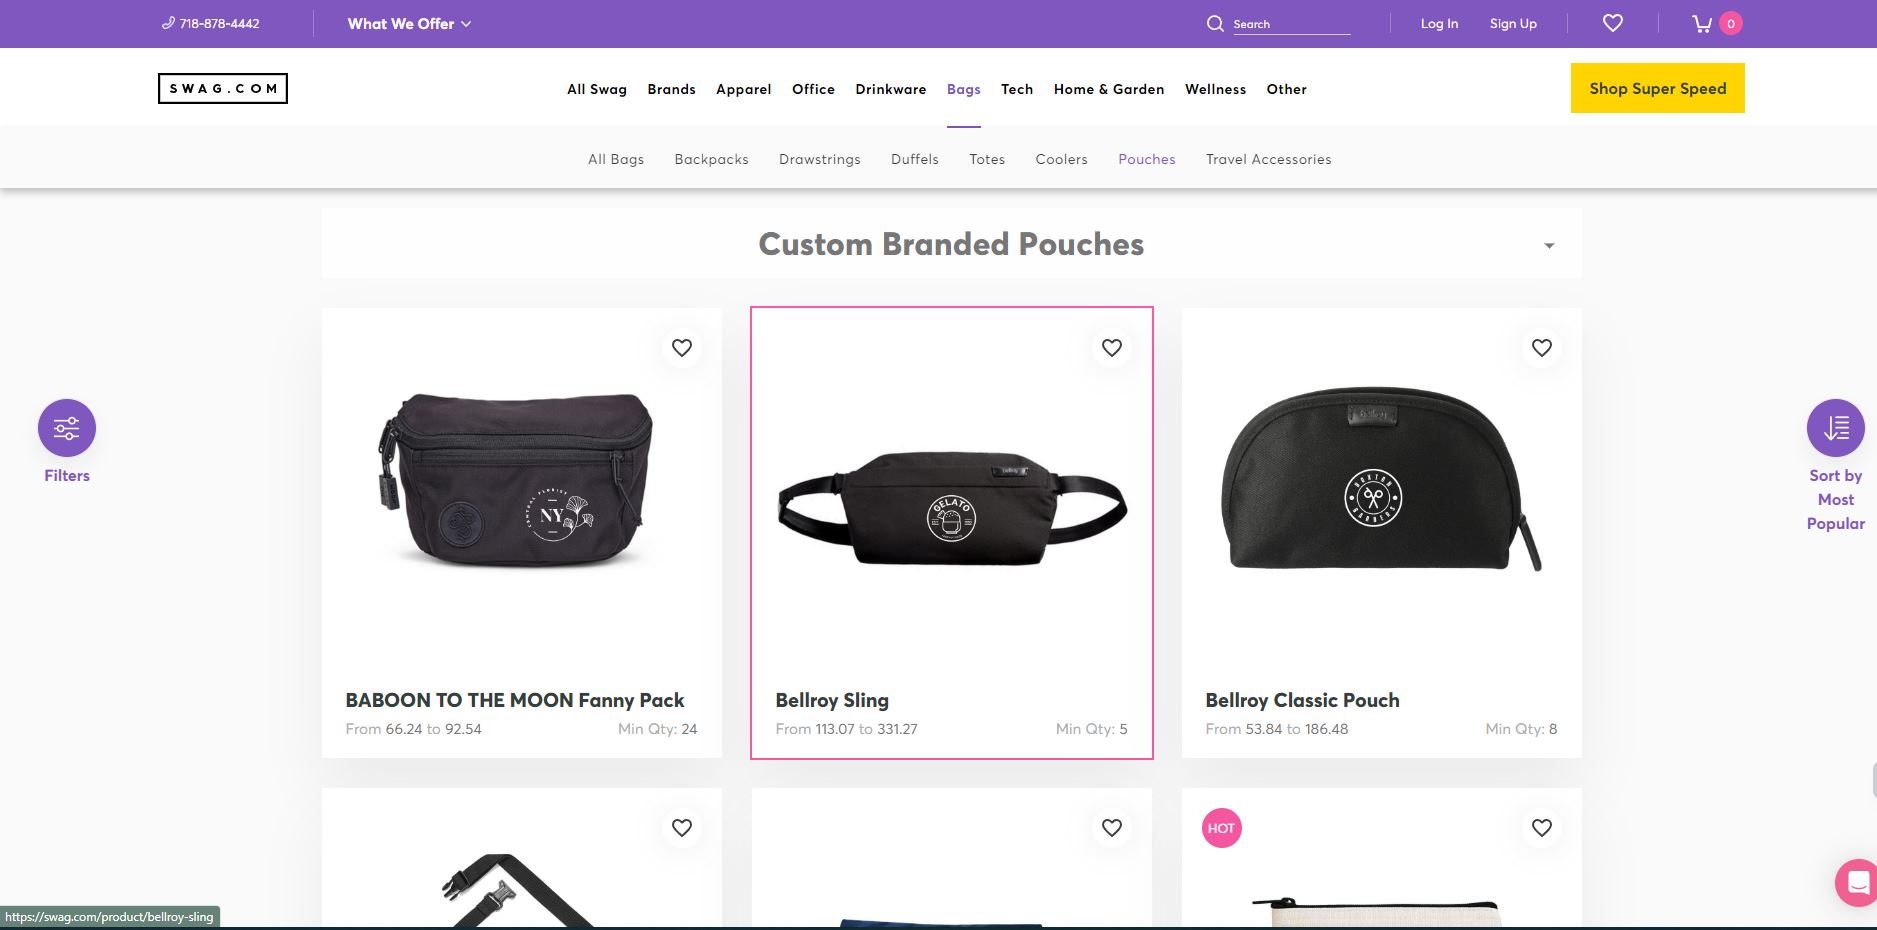 718-878-4442 What We Offer Search Log In Sign Up 0
SWAG.COM All Swag Brands Apparel Office Drinkware Bags Tech Home & Garden Wellness Other Shop Super Speed
All Bags Backpacks Drawstrings Duffels Totes Coolers Pouches Travel Accessories
Custom Branded Pouches
Filters
Sort by
Most
Popular
NY
bellroy
GELATO
bellroy
BARBERS
BABOON TO THE MOON Fanny Pack
From 66.24 to 92.54 Min Qty: 24
Bellroy Sling
From 113.07 to 331.27 Min Qty: 5
Bellroy Classic Pouch
From 53.84 to 186.48 Min Qty: 8
HOT
https://swag.com/product/bellroy-sling